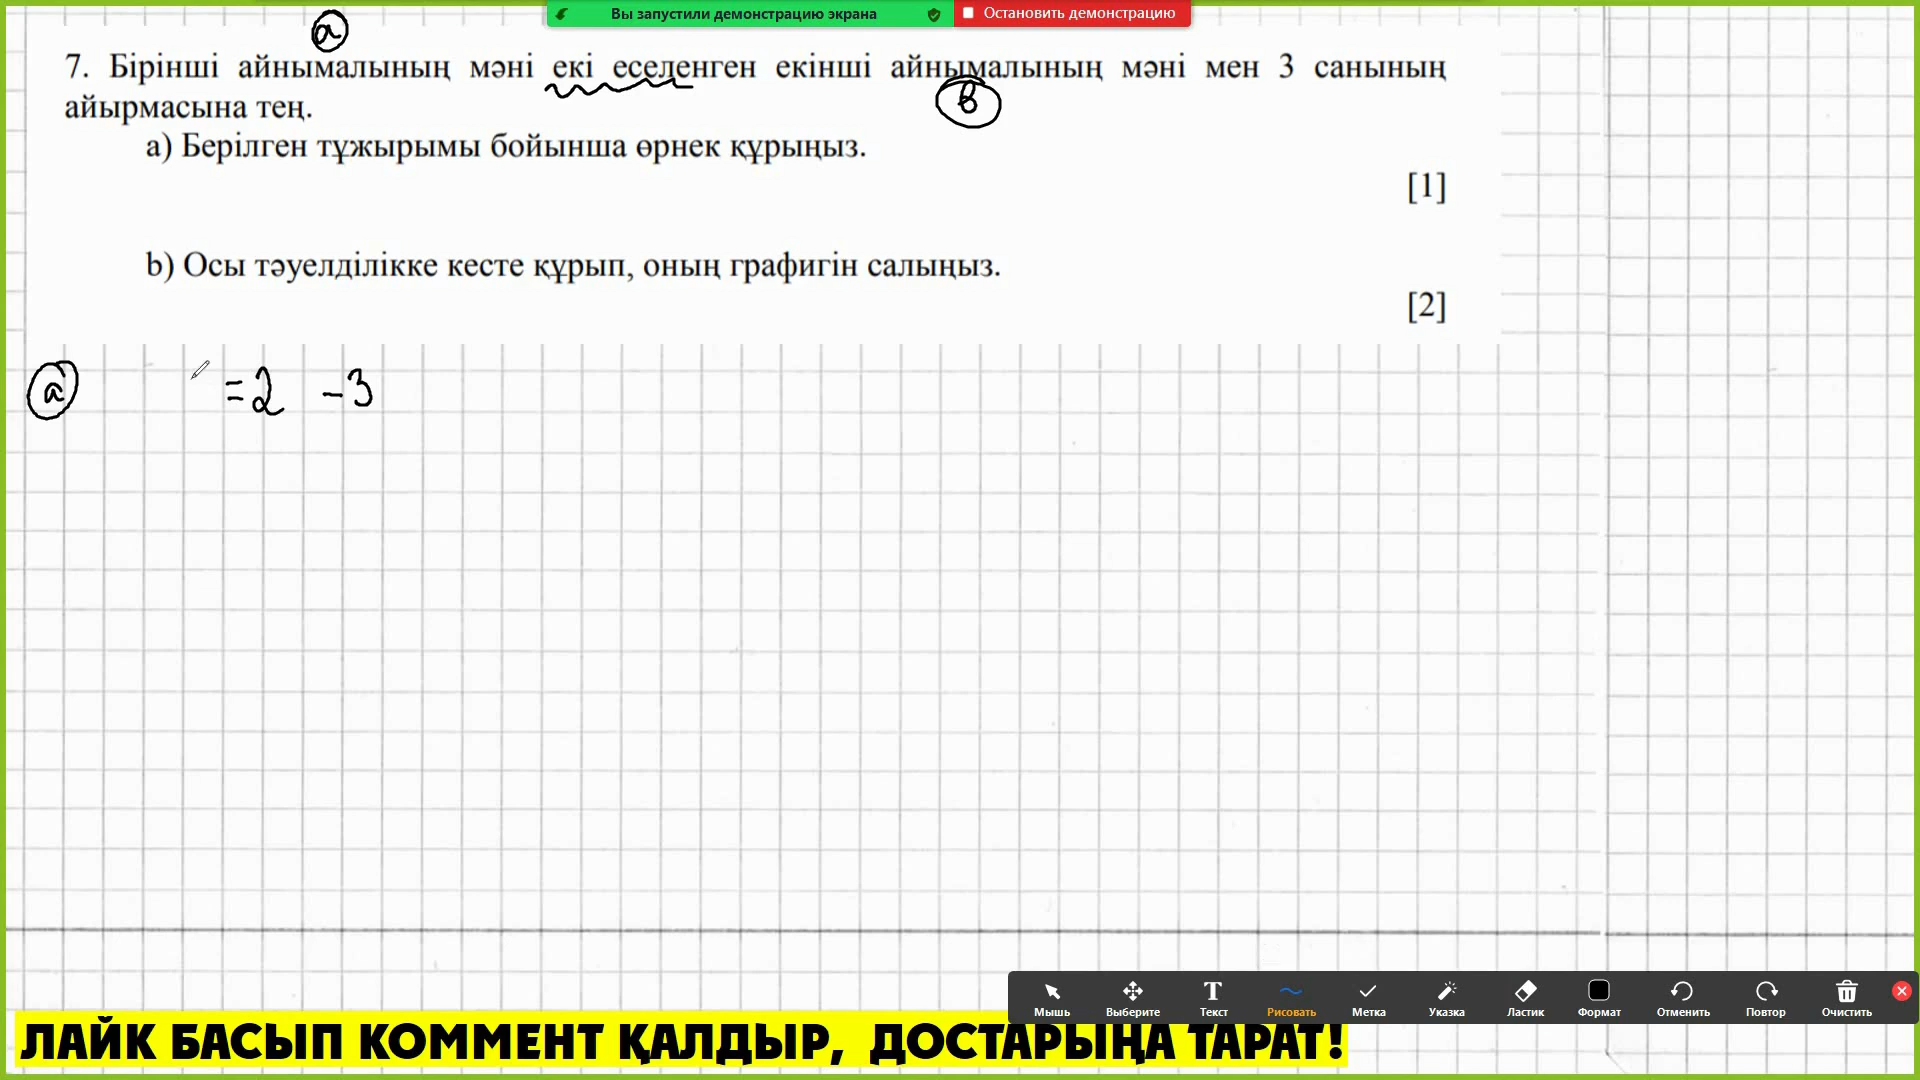 Вы запустили демонстрацию экрана
Остановить демонстрацию
a
7. Бірінші айнымалының мәні екі еселенген екінші айнымалының мәні мен 3 санының
айырмасына тең.
в
a) Берілген тұжырымы бойынша өрнек құрыңыз.
[1]
b) Осы тәуелділікке кесте құрып, оның графигін салыңыз.
[2]
a = 2 - 3
Мышь Выберите Текст Рисовать Метка Указка Ластик Формат Отменить Повтор Очистить
ЛАЙК БАСЫП КОММЕНТ ҚАЛДЫР, ДОСТАРЫҢА ТАРАТ!